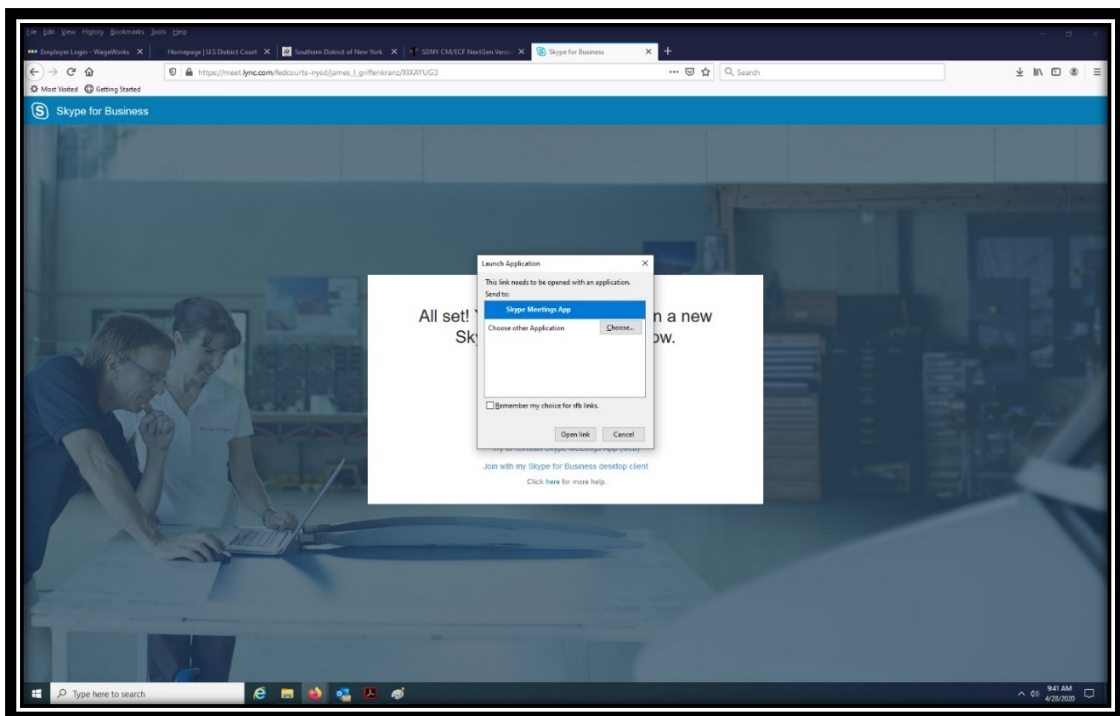 File Edit View History Bookmarks Tools Help
Employer Login - WageWorks
Homepage | U.S District Court
Southern District of New York
SDNY CM/ECF NextGen Versio
Skype for Business
https://meet.lync.com/fedcourts-nysd/james_l_griffenkranz/
Search
Most Visited Getting Started
Skype for Business
Launch Application
This link needs to be opened with an application.
Send to:
Skype Meetings App
Choose other Application Choose...
Remember my choice for sfb links.
Open link Cancel
All set! n a new
Sk ow.
Join with my Skype for Business desktop client
Click here for more help.
Type here to search
9:41 AM
4/28/2020